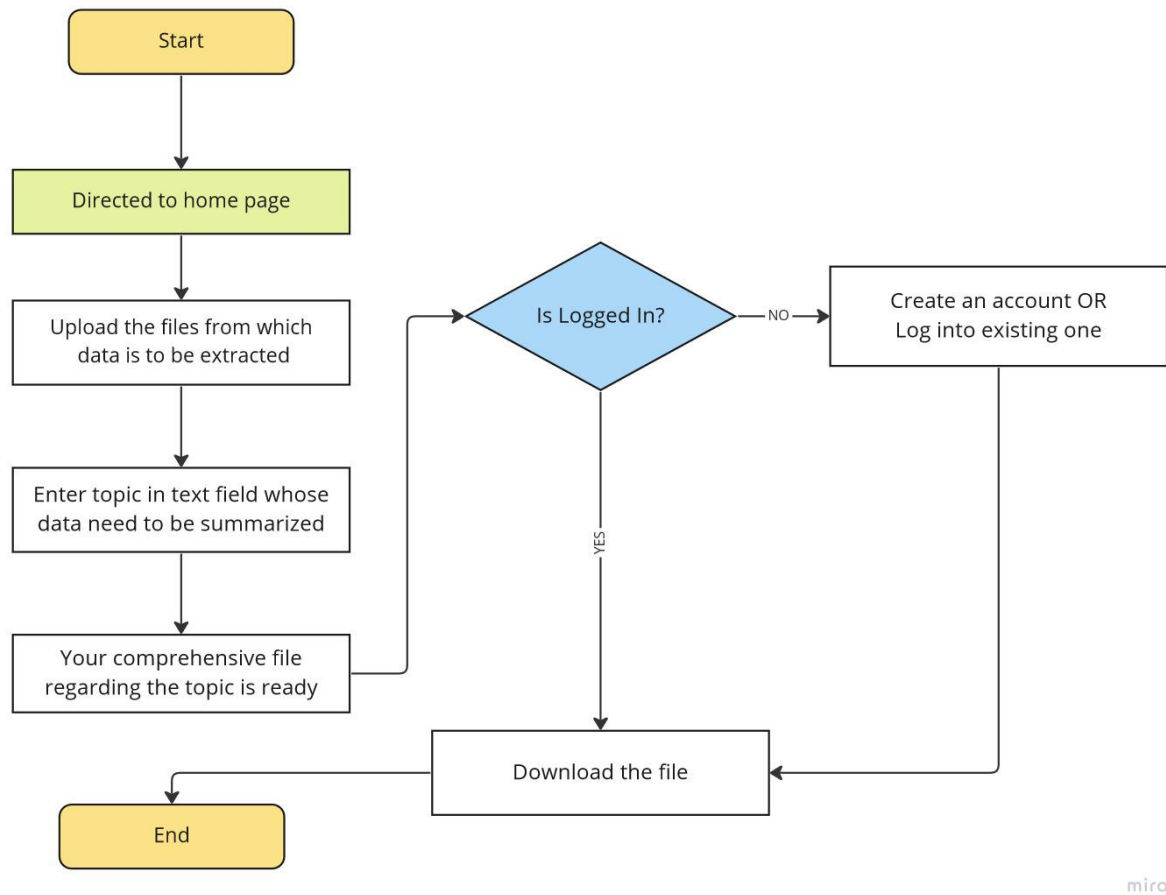 Start
Directed to home page
Upload the files from which
data is to be extracted
Enter topic in text field whose
data need to be summarized
Your comprehensive file
regarding the topic is ready
Is Logged In?
NO
Create an account OR
Log into existing one
YES
Download the file
End
miro